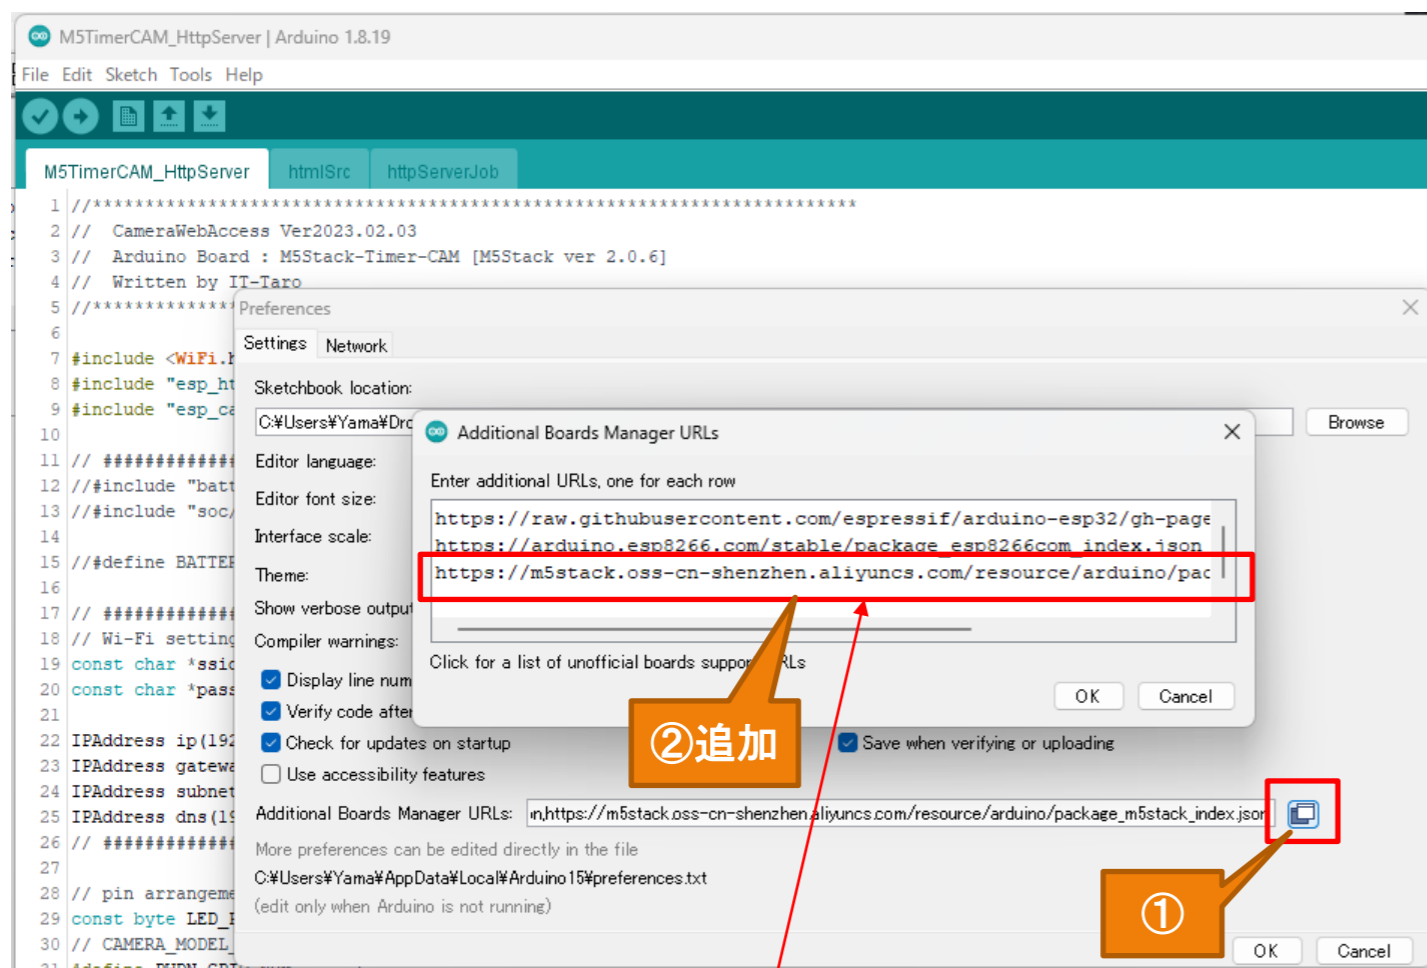 M5TimerCAM_HttpServer | Arduino 1.8.19
File Edit Sketch Tools Help
M5TimerCAM_HttpServer htmlSrc httpServerJob
1 //*************************************************************************
2 // CameraWebAccess Ver2023.02.03
3 // Arduino Board : M5Stack-Timer-CAM [M5Stack ver 2.0.6]
4 // Written by IT-Taro
5 //**************
6
7 #include <WiFi.h
8 #include "esp_ht
9 #include "esp_ca
10
11 // #############
12 //#include "batt
13 //#include "soc/
14
15 //#define BATTER
16
17 // #############
18 // Wi-Fi setting
19 const char *ssid
20 const char *pass
21
22 IPAddress ip(192
23 IPAddress gatewa
24 IPAddress subnet
25 IPAddress dns(19
26 // #############
27
28 // pin arrangeme
29 const byte LED_P
30 // CAMERA_MODEL_
Preferences
Settings Network
Sketchbook location:
C:¥Users¥Yama¥Dro
Browse
Editor language:
Editor font size:
Interface scale:
Theme:
Show verbose output
Compiler warnings:
Display line num
Verify code after
Check for updates on startup
Save when verifying or uploading
Use accessibility features
Additional Boards Manager URLs: n,https://m5stack.oss-cn-shenzhen.aliyuncs.com/resource/arduino/package_m5stack_index.json
More preferences can be edited directly in the file
C:¥Users¥Yama¥AppData¥Local¥Arduino15¥preferences.txt
(edit only when Arduino is not running)
OK Cancel
Additional Boards Manager URLs
Enter additional URLs, one for each row
https://raw.githubusercontent.com/espressif/arduino-esp32/gh-page
https://arduino.esp8266.com/stable/package_esp8266com_index.json
https://m5stack.oss-cn-shenzhen.aliyuncs.com/resource/arduino/pac
Click for a list of unofficial boards support URLs
OK Cancel
②追加
①